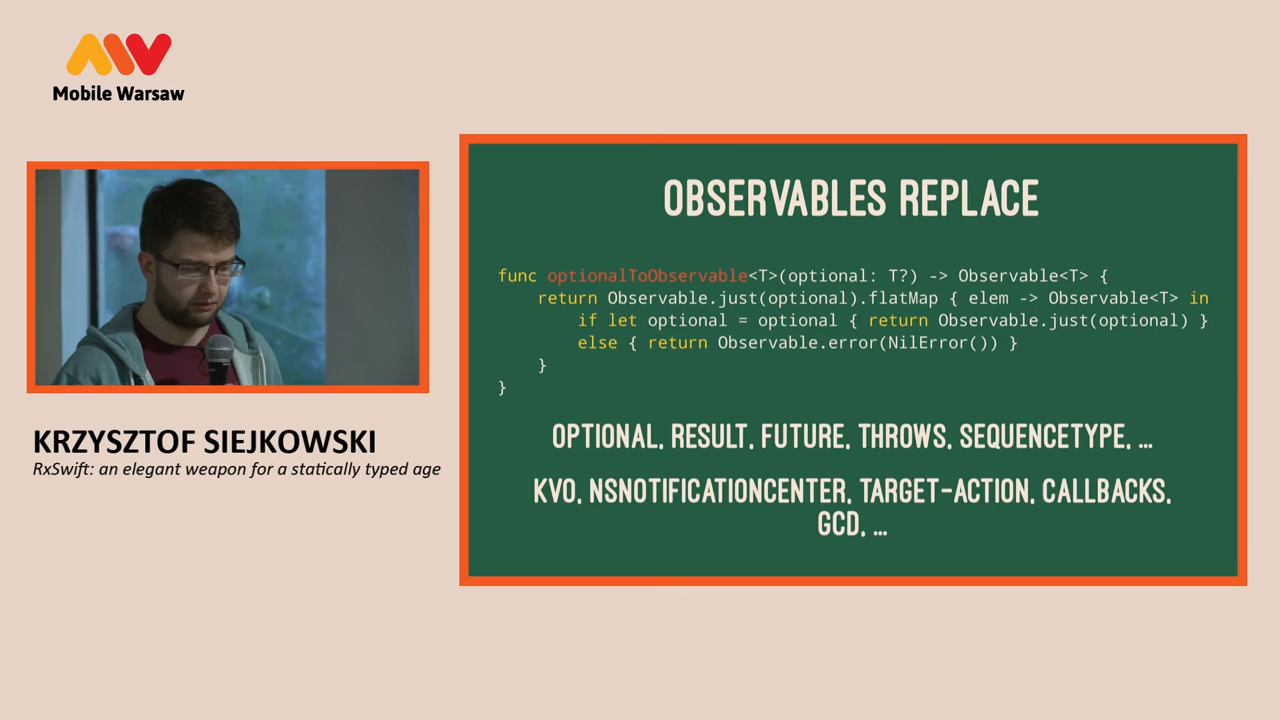 Mobile Warsaw
KRZYSZTOF SIEJKOWSKI
RxSwift: an elegant weapon for a statically typed age
OBSERVABLES REPLACE
func optionalToObservable<T>(optional: T?) -> Observable<T> {
    return Observable.just(optional).flatMap { elem -> Observable<T> in
        if let optional = optional { return Observable.just(optional) }
        else { return Observable.error(NilError()) }
    }
}
OPTIONAL, RESULT, FUTURE, THROWS, SEQUENCETYPE, …
KVO, NSNOTIFICATIONCENTER, TARGET-ACTION, CALLBACKS,
GCD, …